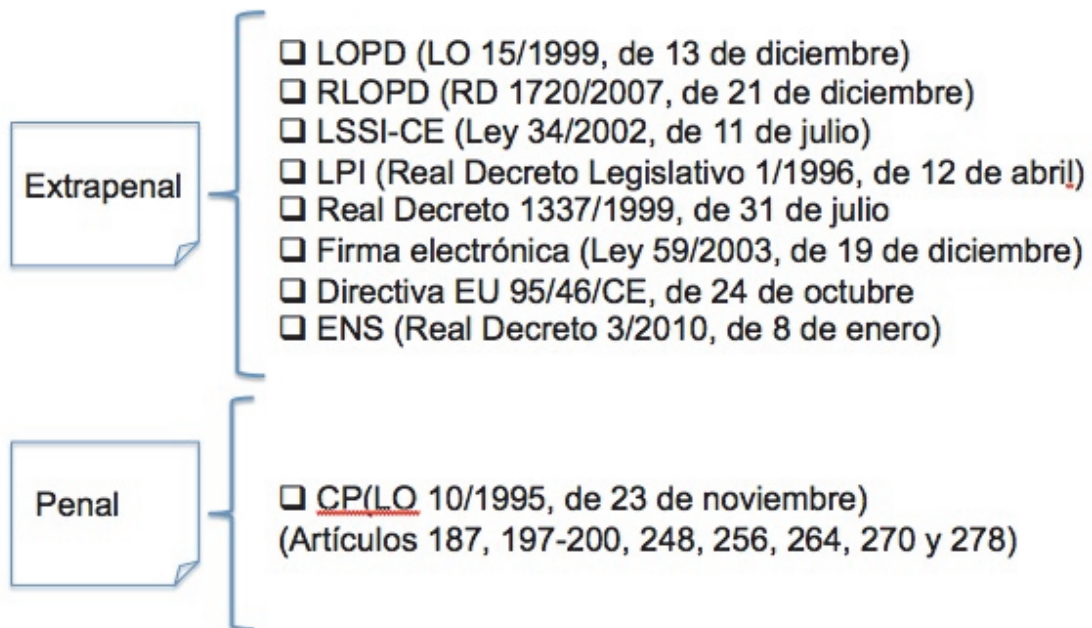 Extrapenal
❑ LOPD (LO 15/1999, de 13 de diciembre)
❑ RLOPD (RD 1720/2007, de 21 de diciembre)
❑ LSSI-CE (Ley 34/2002, de 11 de julio)
❑ LPI (Real Decreto Legislativo 1/1996, de 12 de abril)
❑ Real Decreto 1337/1999, de 31 de julio
❑ Firma electrónica (Ley 59/2003, de 19 de diciembre)
❑ Directiva EU 95/46/CE, de 24 de octubre
❑ ENS (Real Decreto 3/2010, de 8 de enero)
Penal
❑ CP(LO 10/1995, de 23 de noviembre)
(Artículos 187, 197-200, 248, 256, 264, 270 y 278)